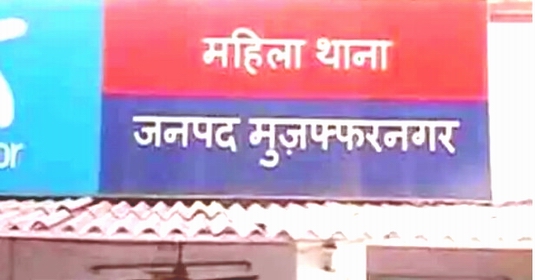 महिला थाना
जनपद मुज़फ्फरनगर